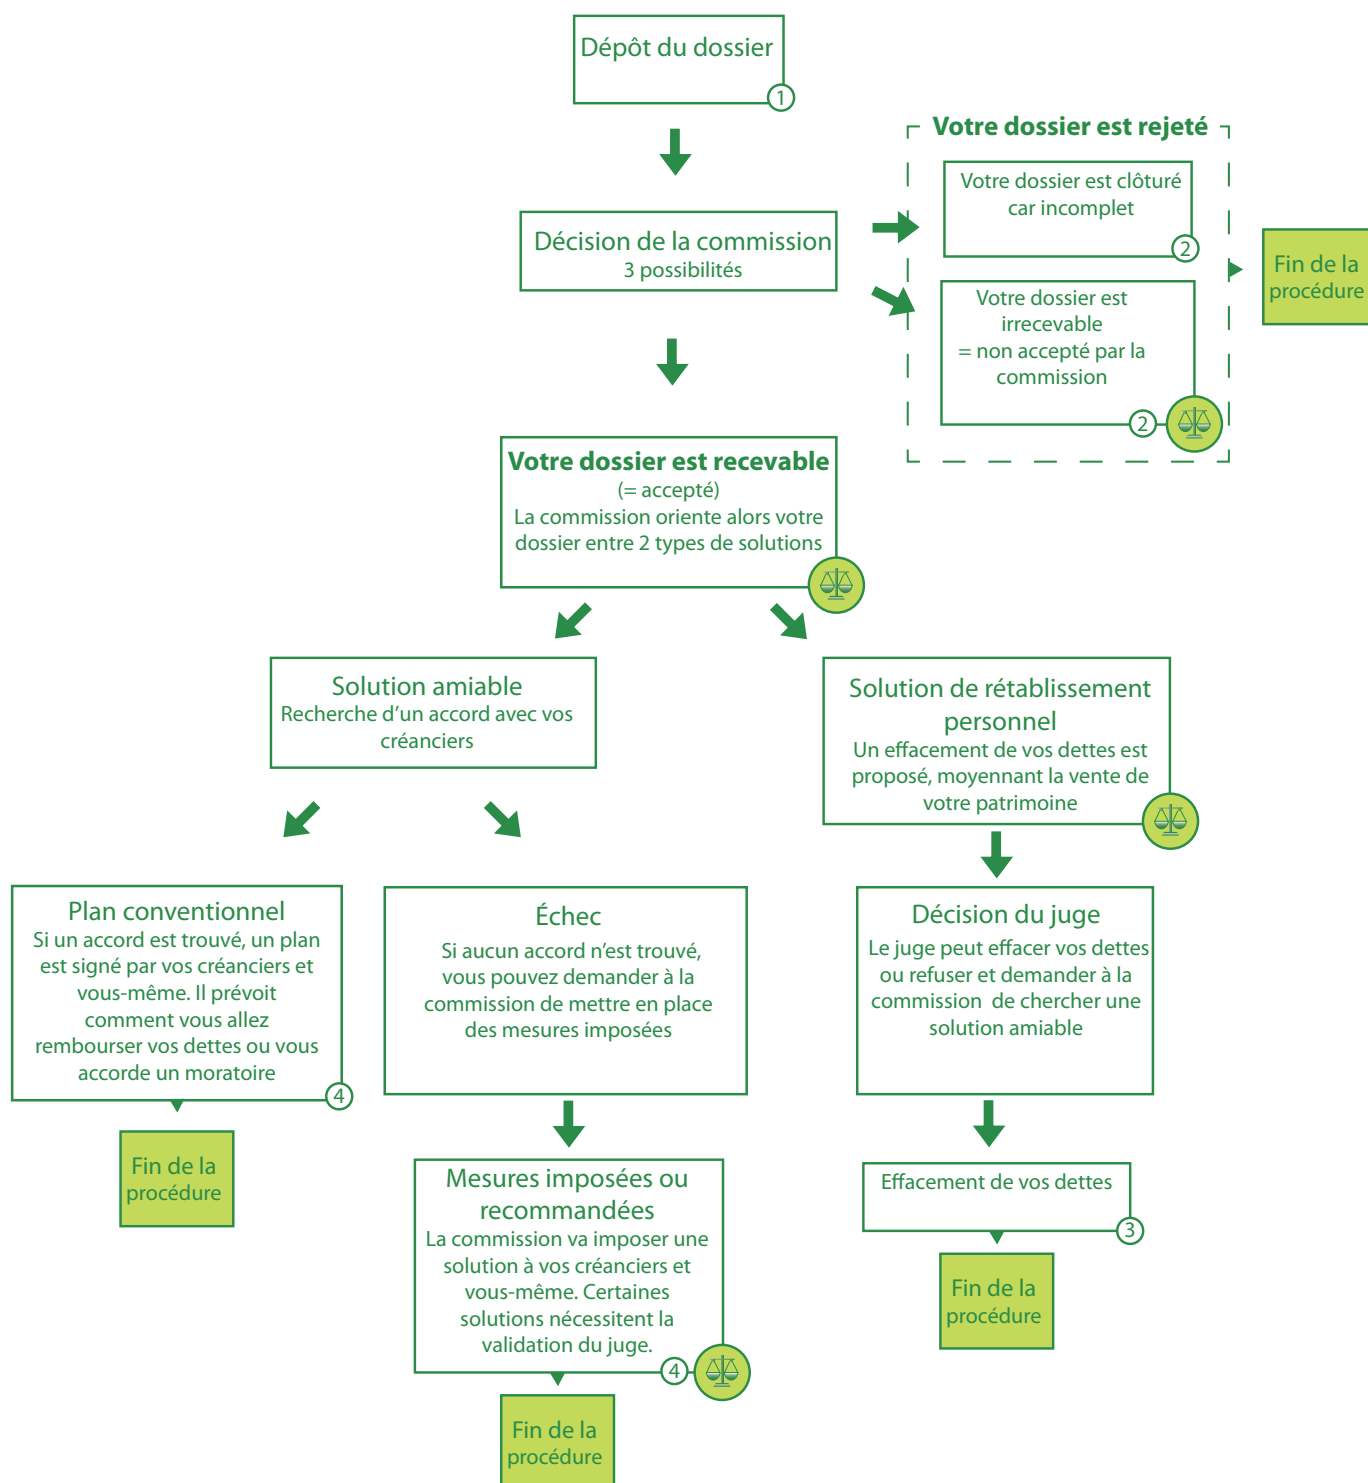 Dépôt du dossier
1
Votre dossier est rejeté
Votre dossier est clôturé
car incomplet
2
Décision de la commission
3 possibilités
Fin de la
procédure
Votre dossier est
irrecevable
= non accepté par la
commission
2
Votre dossier est recevable
(= accepté)
La commission oriente alors votre
dossier entre 2 types de solutions
Solution amiable
Recherche d’un accord avec vos
créanciers
Solution de rétablissement
personnel
Un effacement de vos dettes est
proposé, moyennant la vente de
votre patrimoine
Plan conventionnel
Si un accord est trouvé, un plan
est signé par vos créanciers et
vous-même. Il prévoit
comment vous allez
rembourser vos dettes ou vous
accorde un moratoire
4
Échec
Si aucun accord n’est trouvé,
vous pouvez demander à la
commission de mettre en place
des mesures imposées
Décision du juge
Le juge peut effacer vos dettes
ou refuser et demander à la
commission de chercher une
solution amiable
Fin de la
procédure
Mesures imposées ou
recommandées
La commission va imposer une
solution à vos créanciers et
vous-même. Certaines
solutions nécessitent la
validation du juge.
4
Effacement de vos dettes
3
Fin de la
procédure
Fin de la
procédure